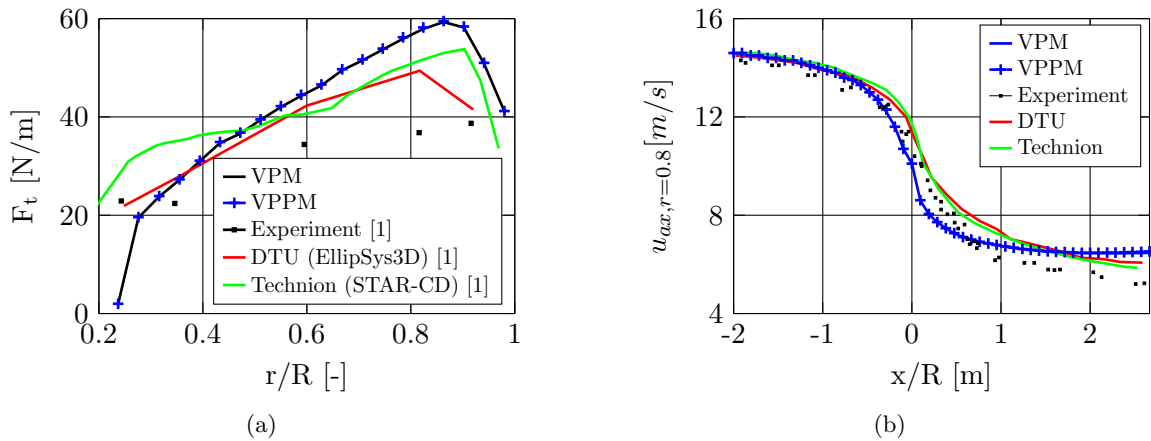 60
40
20
0
F_t [N/m]
0.2
0.4
0.6
0.8
1
r/R [-]
VPM
VPPM
Experiment [1]
DTU (EllipSys3D) [1]
Technion (STAR-CD) [1]
(a)
16
12
8
4
u_{ax,r=0.8}[m/s]
-2
-1
0
1
2
x/R [m]
VPM
VPPM
Experiment
DTU
Technion
(b)